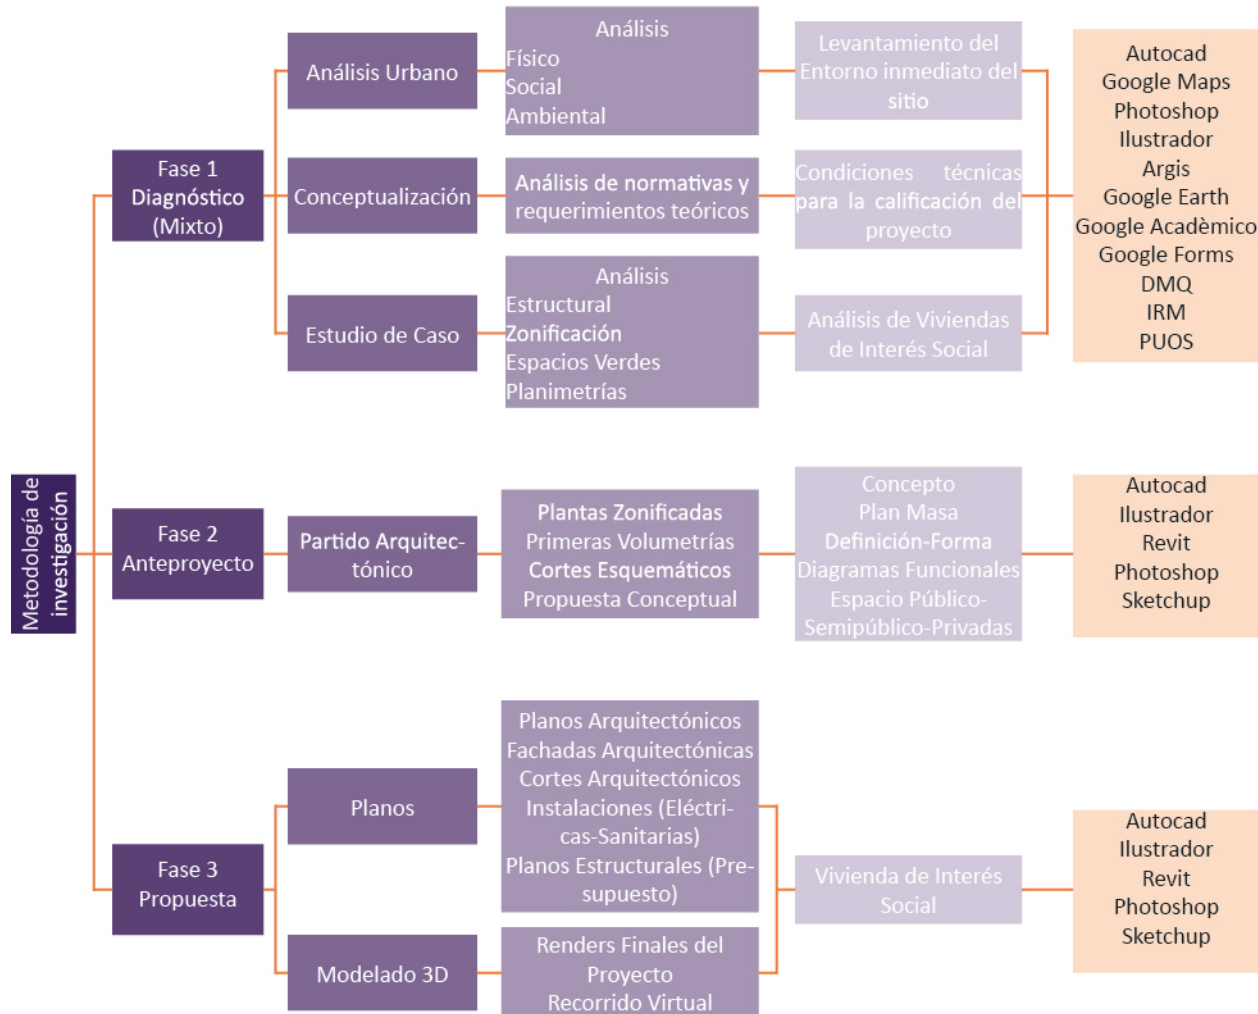 Metodología de
investigación
Fase 1
Diagnóstico
(Mixto)
Análisis Urbano
Análisis
Físico
Social
Ambiental
Levantamiento del
Entorno inmediato del
sitio
Conceptualización
Análisis de normativas y
requerimientos teóricos
Condiciones técnicas
para la calificación del
proyecto
Estudio de Caso
Análisis
Estructural
Zonificación
Espacios Verdes
Planimetrías
Análisis de Viviendas
de Interés Social
Autocad
Google Maps
Photoshop
Ilustrador
Argis
Google Earth
Google Acadèmico
Google Forms
DMQ
IRM
PUOS
Fase 2
Anteproyecto
Partido Arquitec-
tónico
Plantas Zonificadas
Primeras Volumetrías
Cortes Esquemáticos
Propuesta Conceptual
Concepto
Plan Masa
Definición-Forma
Diagramas Funcionales
Espacio Público-
Semipúblico-Privadas
Autocad
Ilustrador
Revit
Photoshop
Sketchup
Fase 3
Propuesta
Planos
Planos Arquitectónicos
Fachadas Arquitectónicas
Cortes Arquitectónicos
Instalaciones (Eléctri-
cas-Sanitarias)
Planos Estructurales (Pre-
supuesto)
Modelado 3D
Renders Finales del
Proyecto
Recorrido Virtual
Vivienda de Interés
Social
Autocad
Ilustrador
Revit
Photoshop
Sketchup